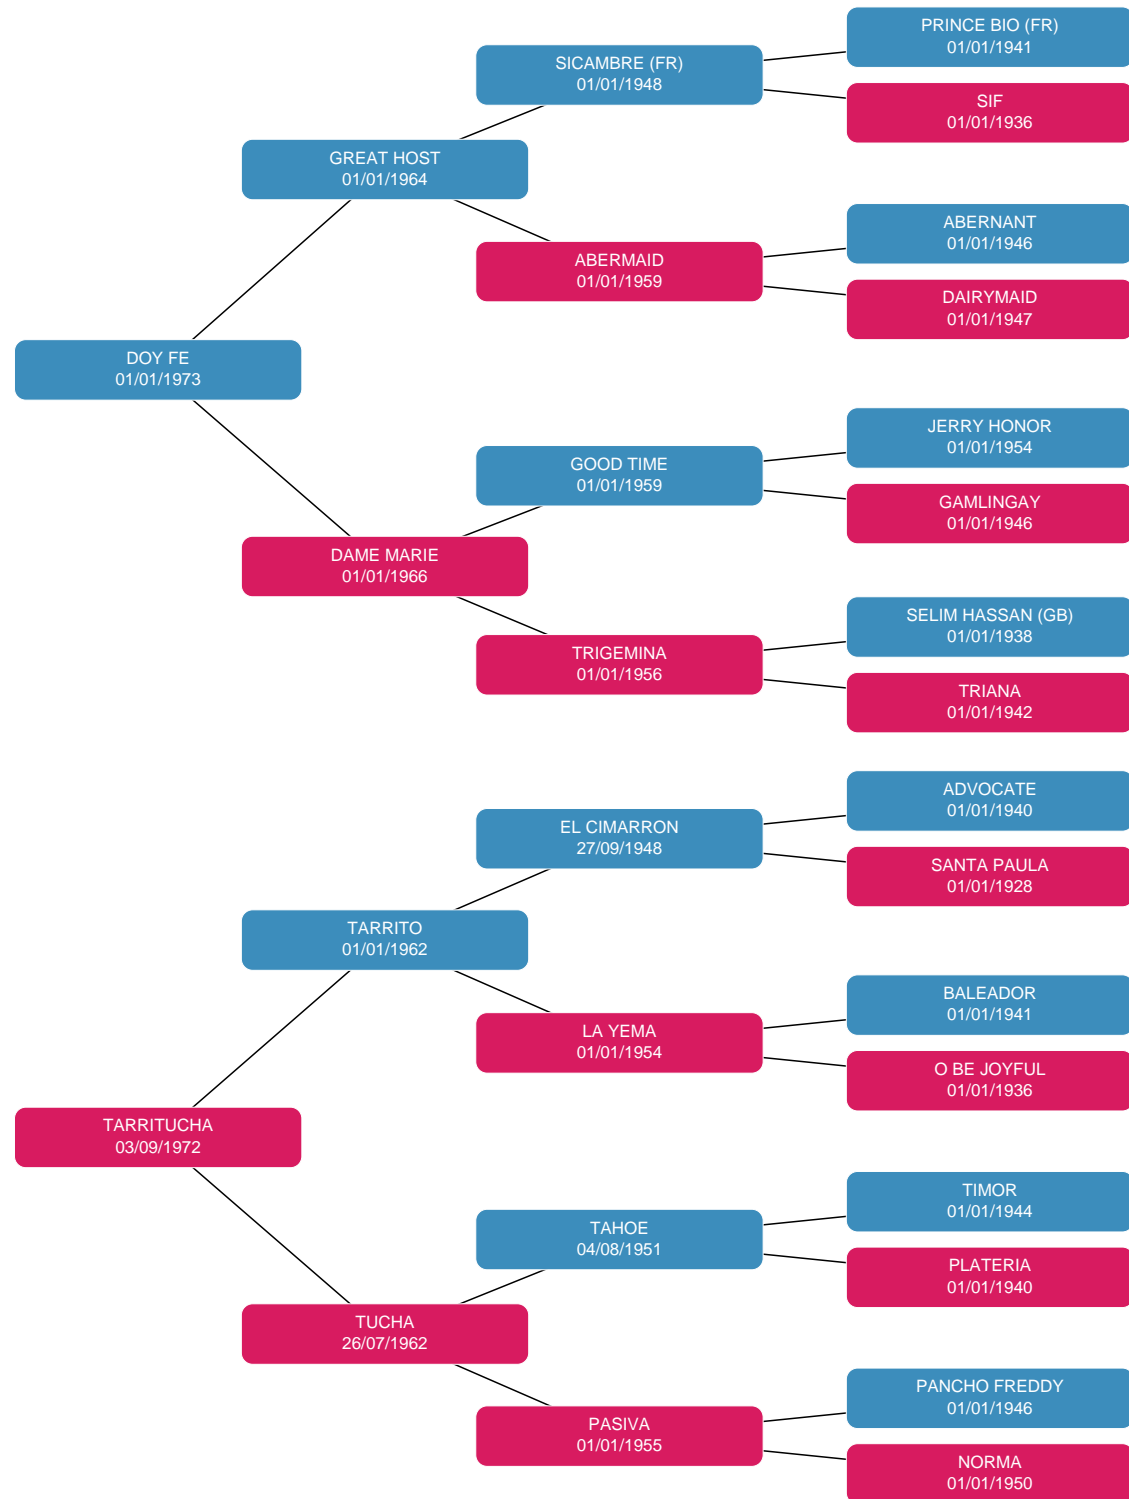 PRINCE BIO (FR)
01/01/1941
SICAMBRE (FR)
01/01/1948
SIF
01/01/1936
GREAT HOST
01/01/1964
ABERNANT
01/01/1946
ABERMAID
01/01/1959
DAIRYMAID
01/01/1947
DOY FE
01/01/1973
JERRY HONOR
01/01/1954
GOOD TIME
01/01/1959
GAMLINGAY
01/01/1946
DAME MARIE
01/01/1966
SELIM HASSAN (GB)
01/01/1938
TRIGEMINA
01/01/1956
TRIANA
01/01/1942
ADVOCATE
01/01/1940
EL CIMARRON
27/09/1948
SANTA PAULA
01/01/1928
TARRITO
01/01/1962
BALEADOR
01/01/1941
LA YEMA
01/01/1954
O BE JOYFUL
01/01/1936
TARRITUCHA
03/09/1972
TIMOR
01/01/1944
TAHOE
04/08/1951
PLATERIA
01/01/1940
TUCHA
26/07/1962
PANCHO FREDDY
01/01/1946
PASIVA
01/01/1955
NORMA
01/01/1950